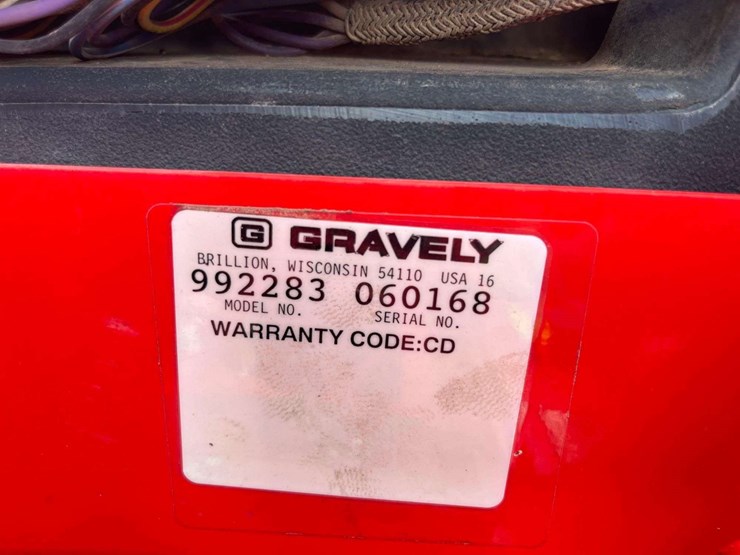 G GRAVELY
BRILLION, WISCONSIN 54110 USA 16
992283 060168
MODEL NO. SERIAL NO.
WARRANTY CODE:CD